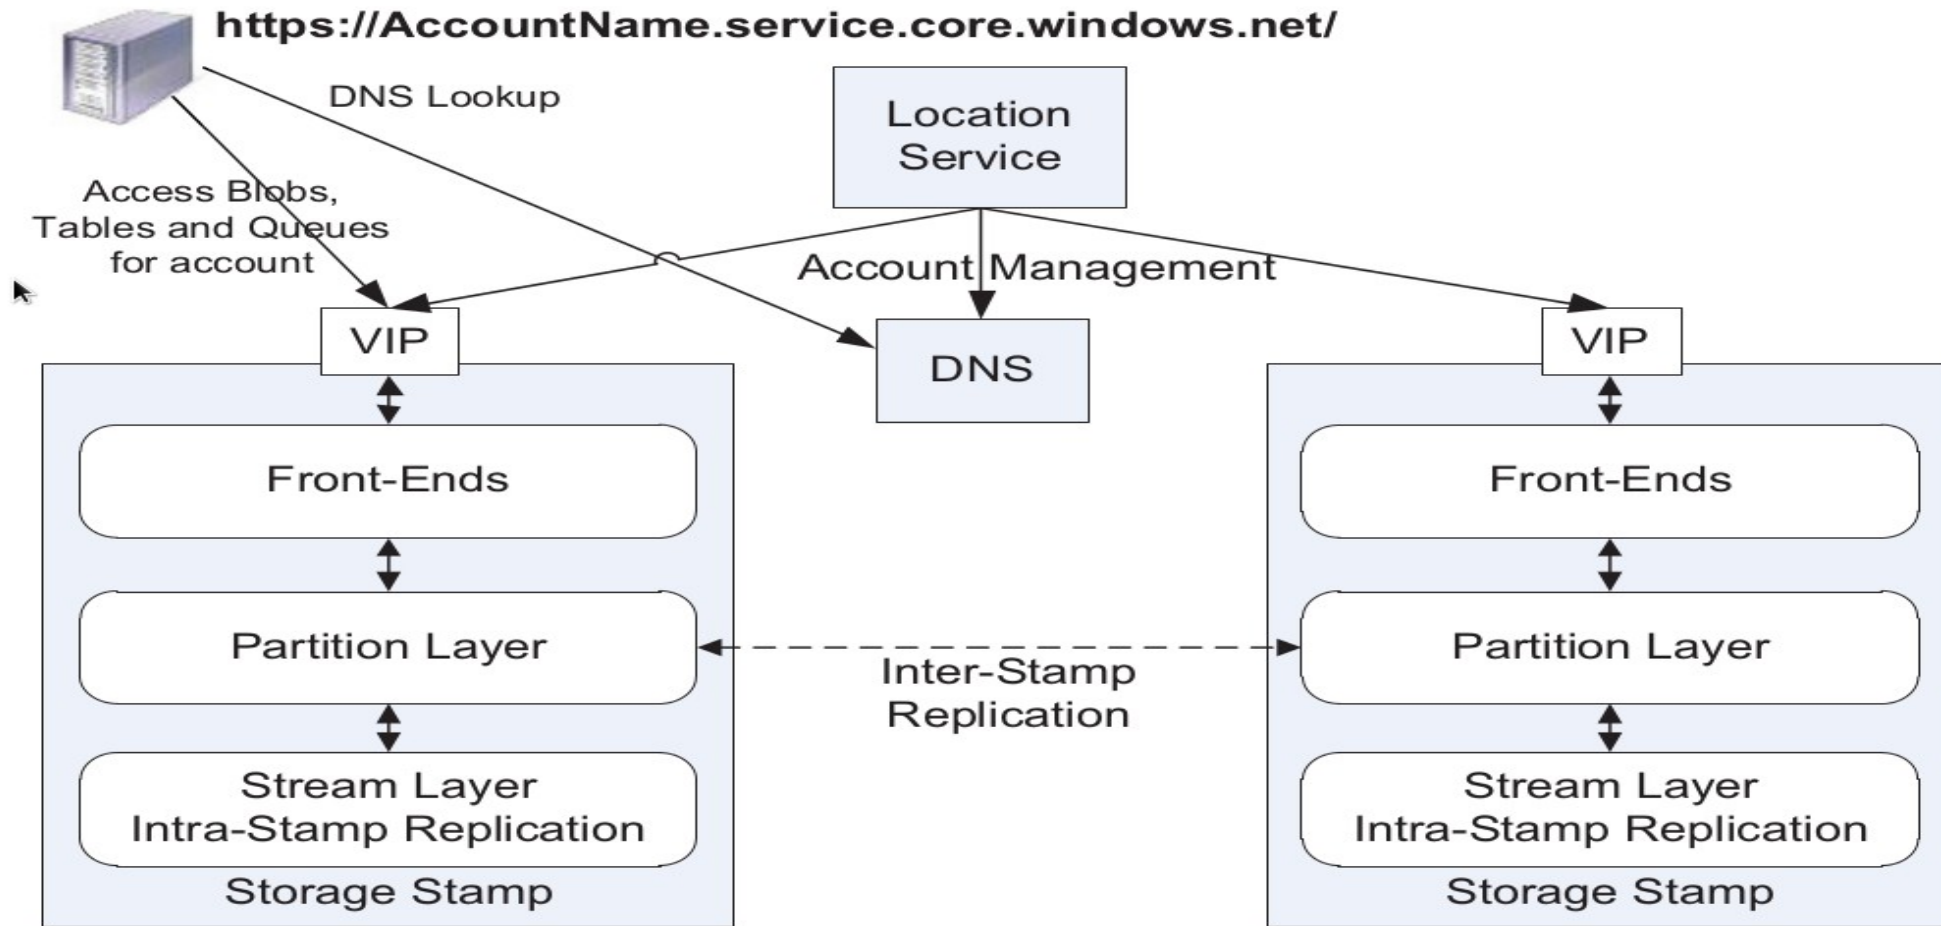 https://AccountName.service.core.windows.net/
DNS Lookup
Location
Service
Access Blobs,
Tables and Queues
for account
Account Management
VIP
DNS
VIP
Front-Ends
Front-Ends
Partition Layer
Partition Layer
Inter-Stamp
Replication
Stream Layer
Intra-Stamp Replication
Stream Layer
Intra-Stamp Replication
Storage Stamp
Storage Stamp